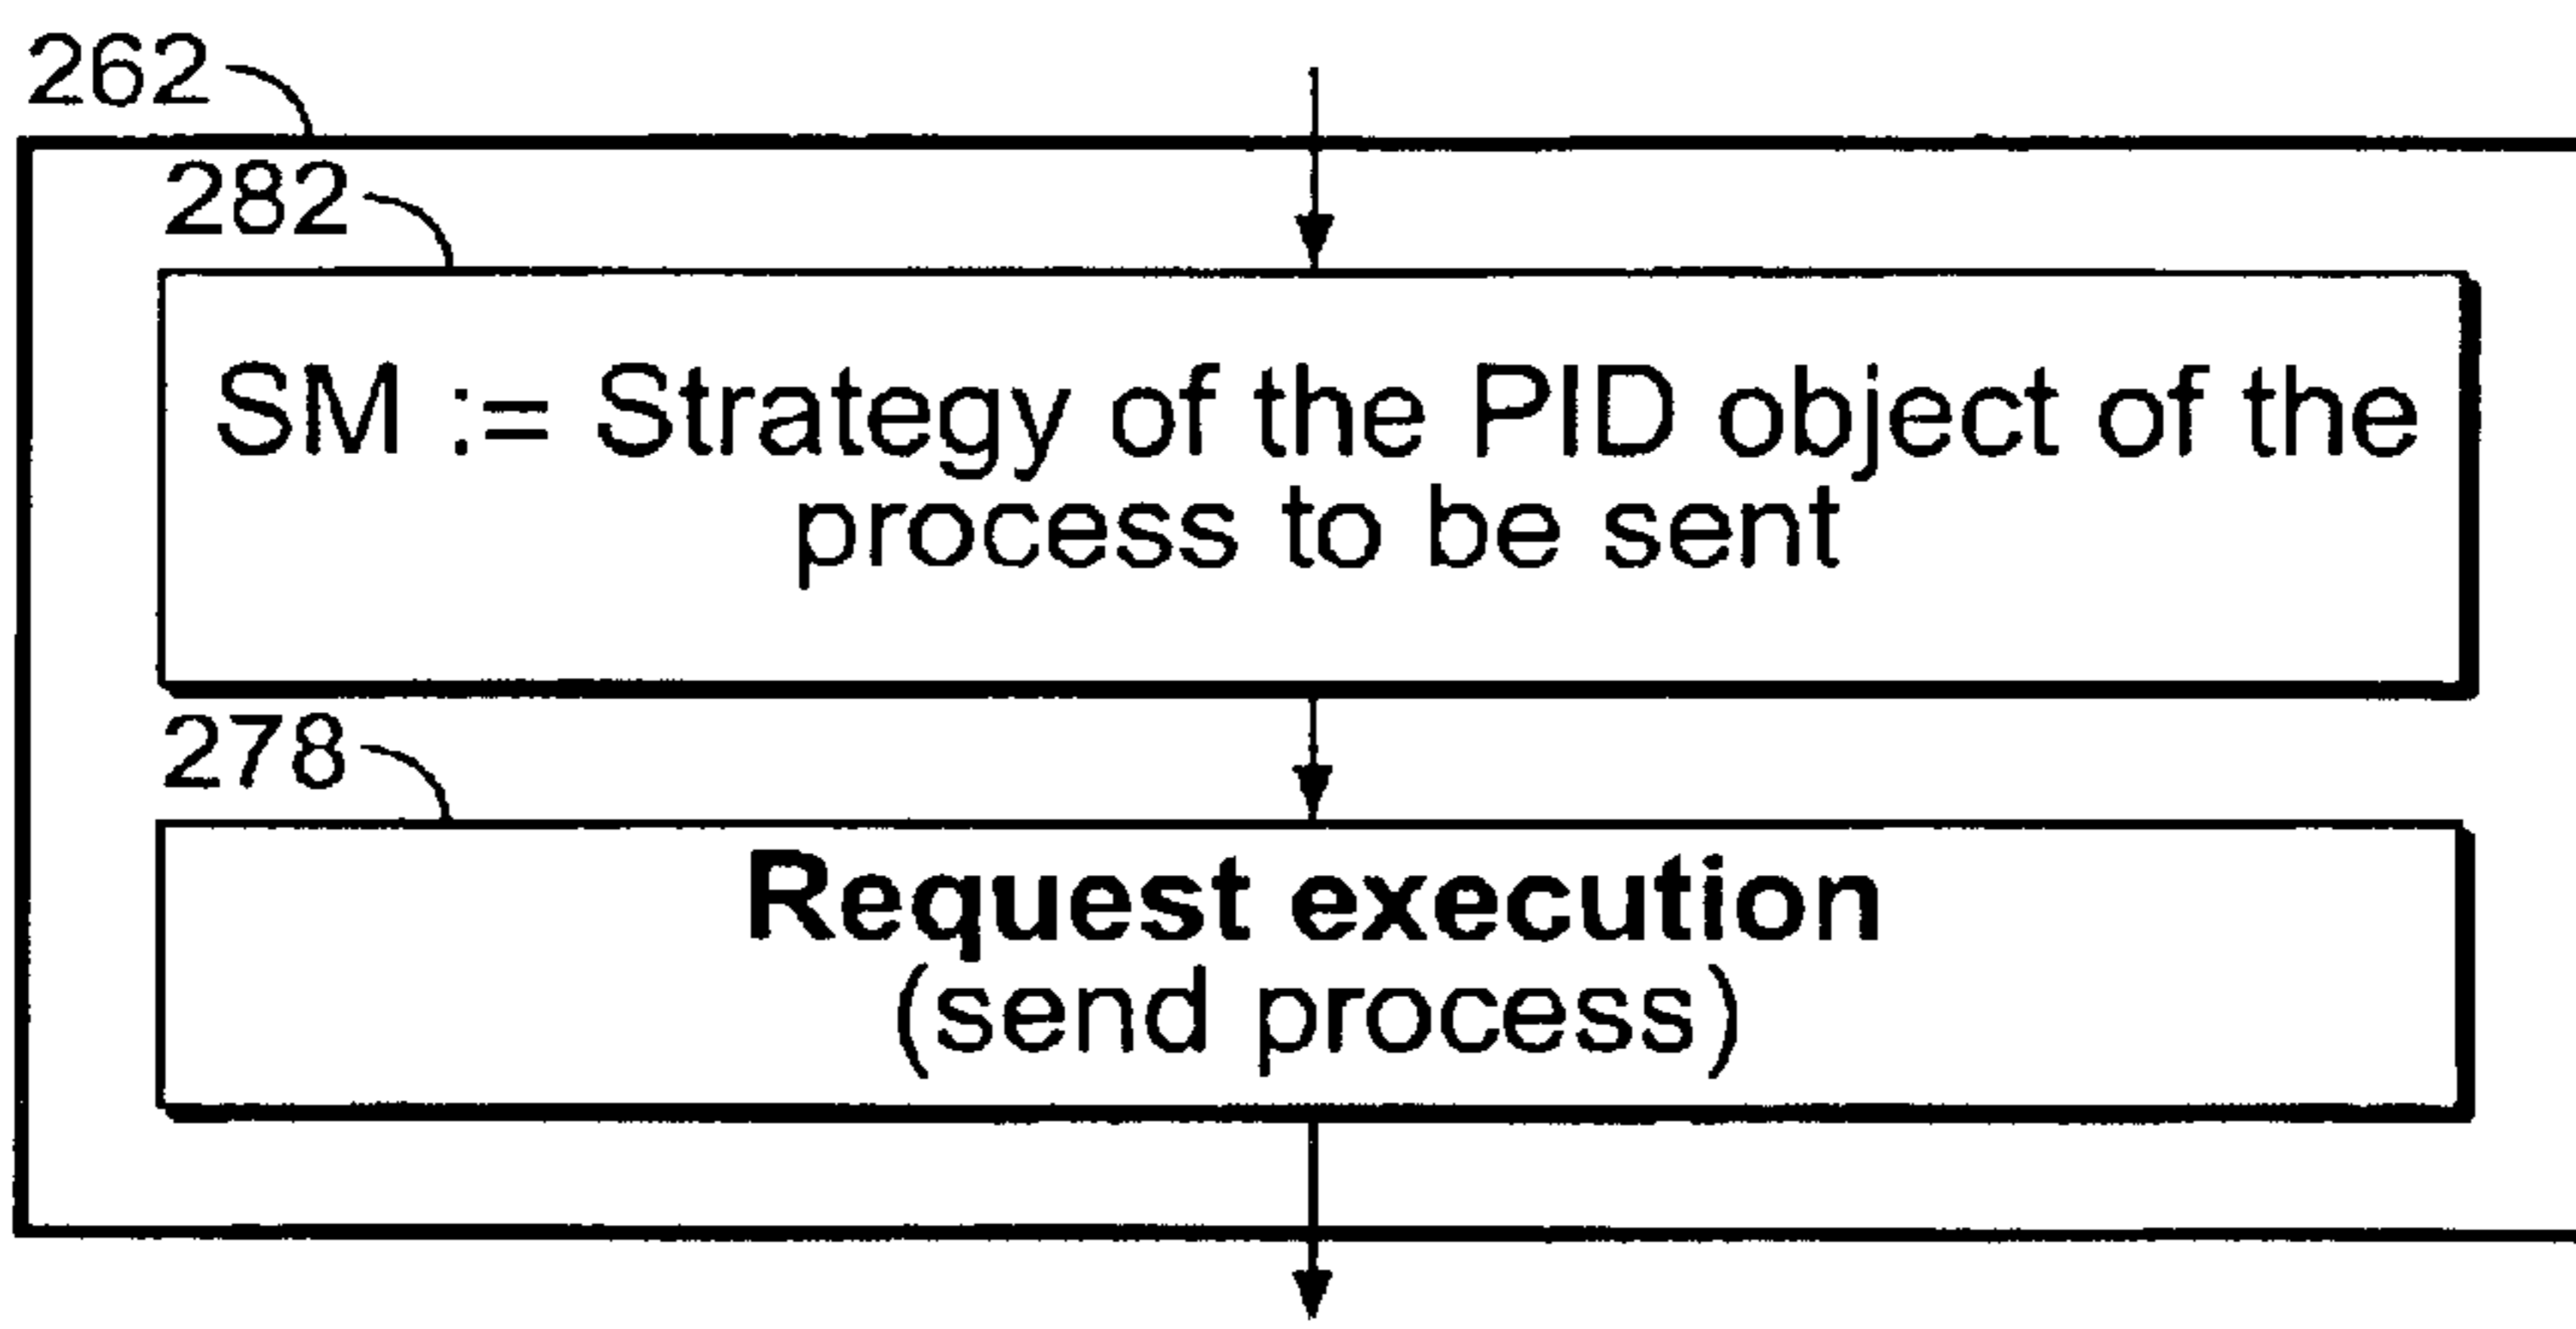 262
282
SM := Strategy of the PID object of the
process to be sent
278
Request execution
(send process)